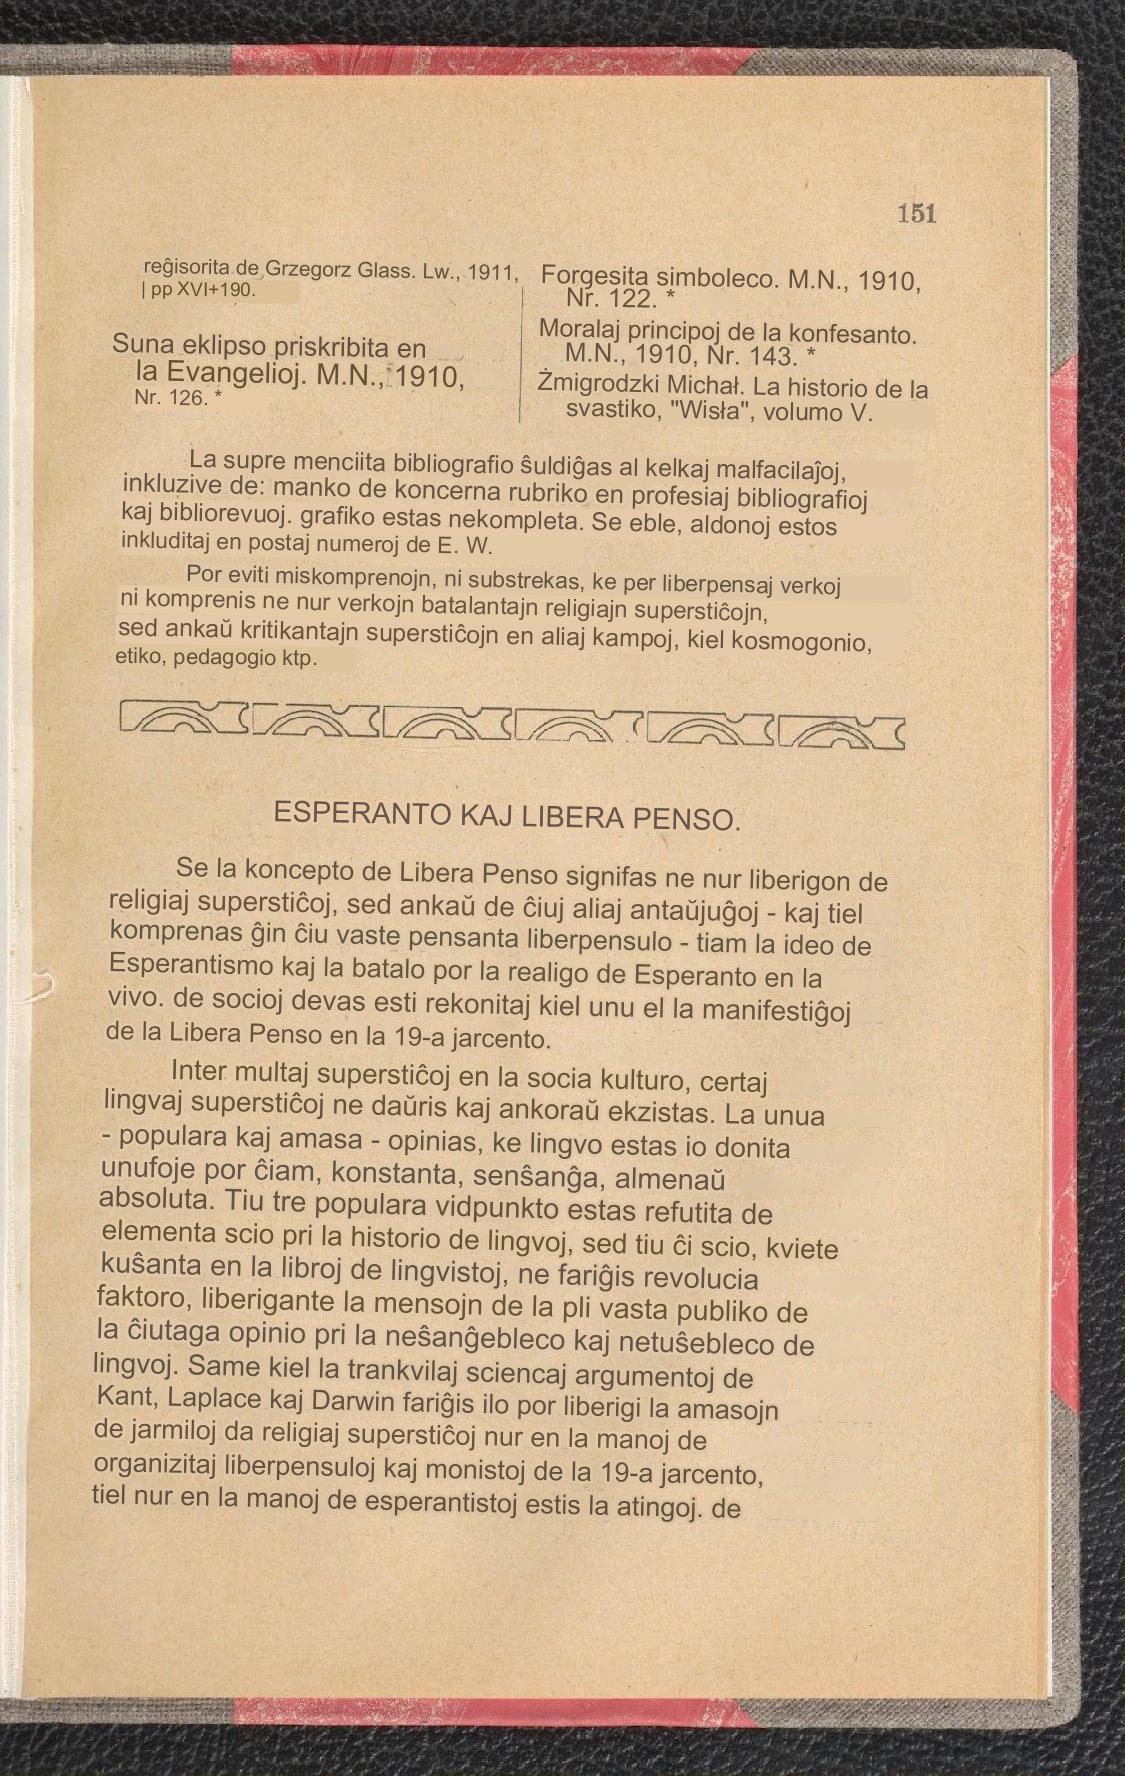 151
reĝisorita de Grzegorz Glass. Lw., 1911,
| pp XVI+190.
Suna eklipso priskribita en
la Evangelioj. M.N., 1910,
Nr. 126. *
Forgesita simboleco. M.N., 1910,
Nr. 122. *
Moralaj principoj de la konfesanto.
M.N., 1910, Nr. 143. *
Żmigrodzki Michał. La historio de la
svastiko, "Wisła", volumo V.
La supre menciita bibliografio ŝuldiĝas al kelkaj malfacilaĵoj,
inkluzive de: manko de koncerna rubriko en profesiaj bibliografioj
kaj bibliorevuoj. grafiko estas nekompleta. Se eble, aldonoj estos
inkluditaj en postaj numeroj de E. W.
Por eviti miskomprenojn, ni substrekas, ke per liberpensaj verkoj
ni komprenis ne nur verkojn batalantajn religiajn superstiĉojn,
sed ankaŭ kritikantajn superstiĉojn en aliaj kampoj, kiel kosmogonio,
etiko, pedagogio ktp.
ESPERANTO KAJ LIBERA PENSO.
Se la koncepto de Libera Penso signifas ne nur liberigon de
religiaj superstiĉoj, sed ankaŭ de ĉiuj aliaj antaŭjuĝoj - kaj tiel
komprenas ĝin ĉiu vaste pensanta liberpensulo - tiam la ideo de
Esperantismo kaj la batalo por la realigo de Esperanto en la
vivo. de socioj devas esti rekonitaj kiel unu el la manifestiĝoj
de la Libera Penso en la 19-a jarcento.
Inter multaj superstiĉoj en la socia kulturo, certaj
lingvaj superstiĉoj ne daŭris kaj ankoraŭ ekzistas. La unua
- populara kaj amasa - opinias, ke lingvo estas io donita
unufoje por ĉiam, konstanta, senŝanĝa, almenaŭ
absoluta. Tiu tre populara vidpunkto estas refutita de
elementa scio pri la historio de lingvoj, sed tiu ĉi scio, kviete
kuŝanta en la libroj de lingvistoj, ne fariĝis revolucia
faktoro, liberigante la mensojn de la pli vasta publiko de
la ĉiutaga opinio pri la neŝanĝebleco kaj netuŝebleco de
lingvoj. Same kiel la trankvilaj sciencaj argumentoj de
Kant, Laplace kaj Darwin fariĝis ilo por liberigi la amasojn
de jarmiloj da religiaj superstiĉoj nur en la manoj de
organizitaj liberpensuloj kaj monistoj de la 19-a jarcento,
tiel nur en la manoj de esperantistoj estis la atingoj. de